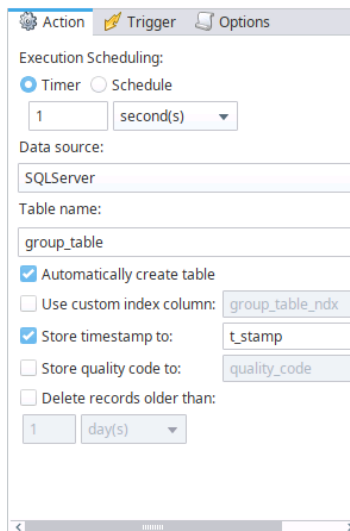 Action Trigger Options
Execution Scheduling:
Timer Schedule
1 second(s)
Data source:
SQLServer
Table name:
group_table
Automatically create table
Use custom index column: group_table_ndx
Store timestamp to: t_stamp
Store quality code to: quality_code
Delete records older than:
1 day(s)